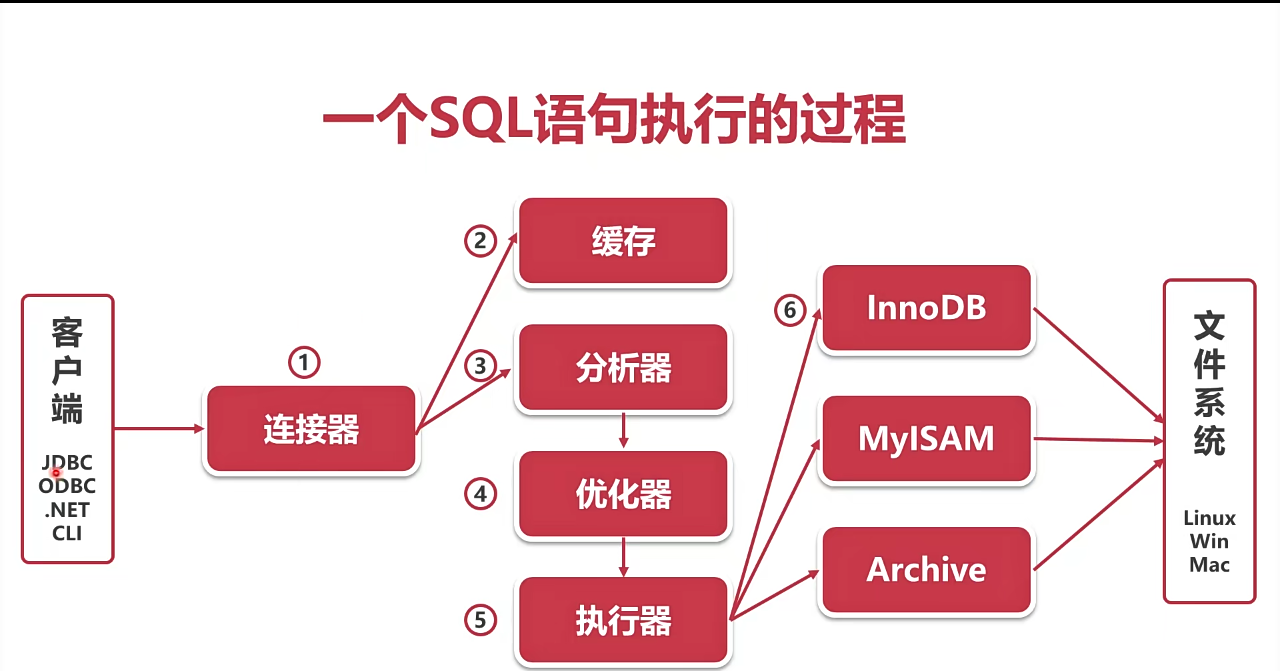 一个SQL语句执行的过程
客户端
JDBC
ODBC
.NET
CLI
①
连接器
②
缓存
③
分析器
④
优化器
⑤
执行器
⑥
InnoDB
MyISAM
Archive
文件系统
Linux
Win
Mac